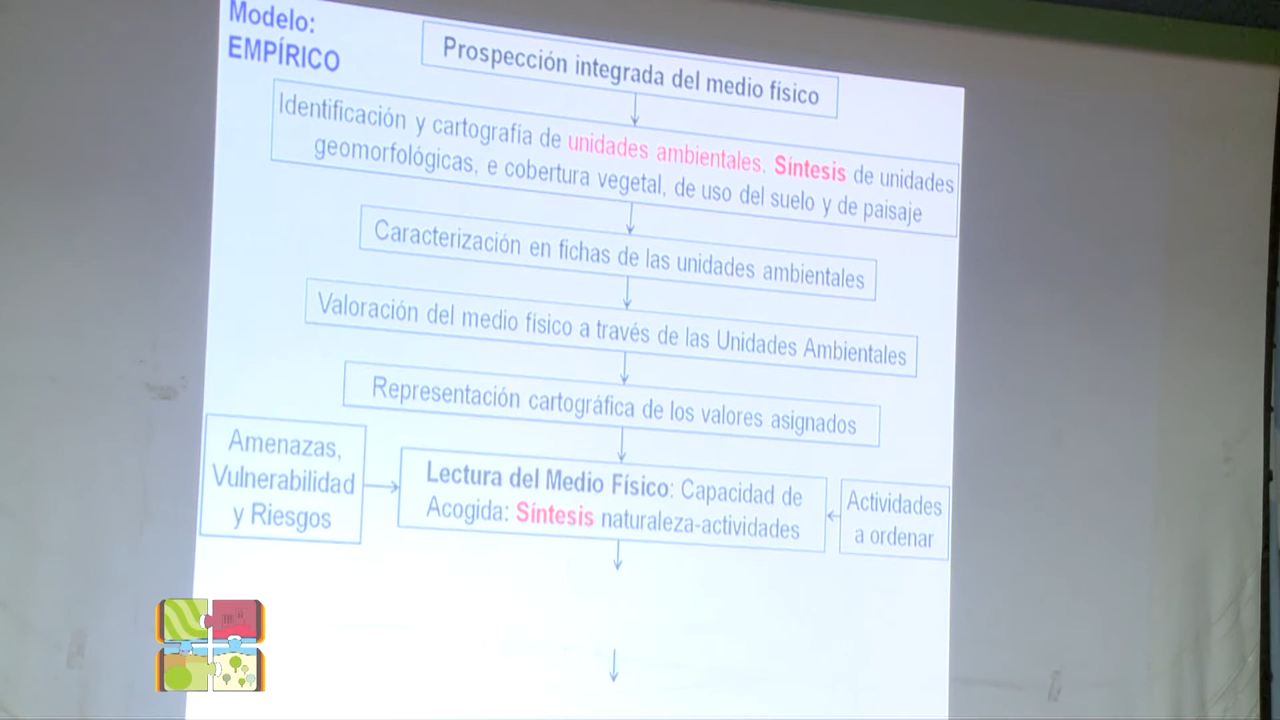 Modelo:
EMPÍRICO
Prospección integrada del medio físico
Identificación y cartografía de unidades ambientales. Síntesis de unidades
geomorfológicas, e cobertura vegetal, de uso del suelo y de paisaje
Caracterización en fichas de las unidades ambientales
Valoración del medio físico a través de las Unidades Ambientales
Representación cartográfica de los valores asignados
Amenazas,
Vulnerabilidad
y Riesgos
Lectura del Medio Físico: Capacidad de
Acogida: Síntesis naturaleza-actividades
Actividades
a ordenar